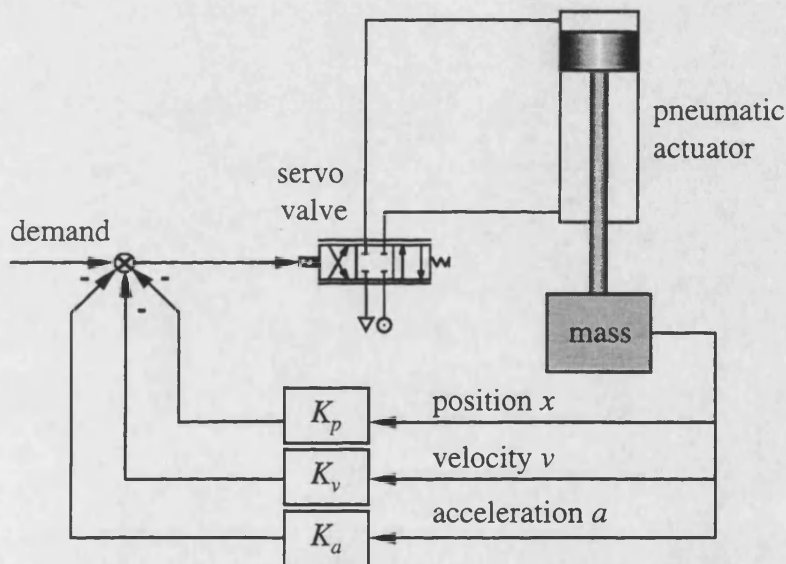 pneumatic
actuator
servo
valve
demand
mass
K_p
position x
K_v
velocity v
K_a
acceleration a